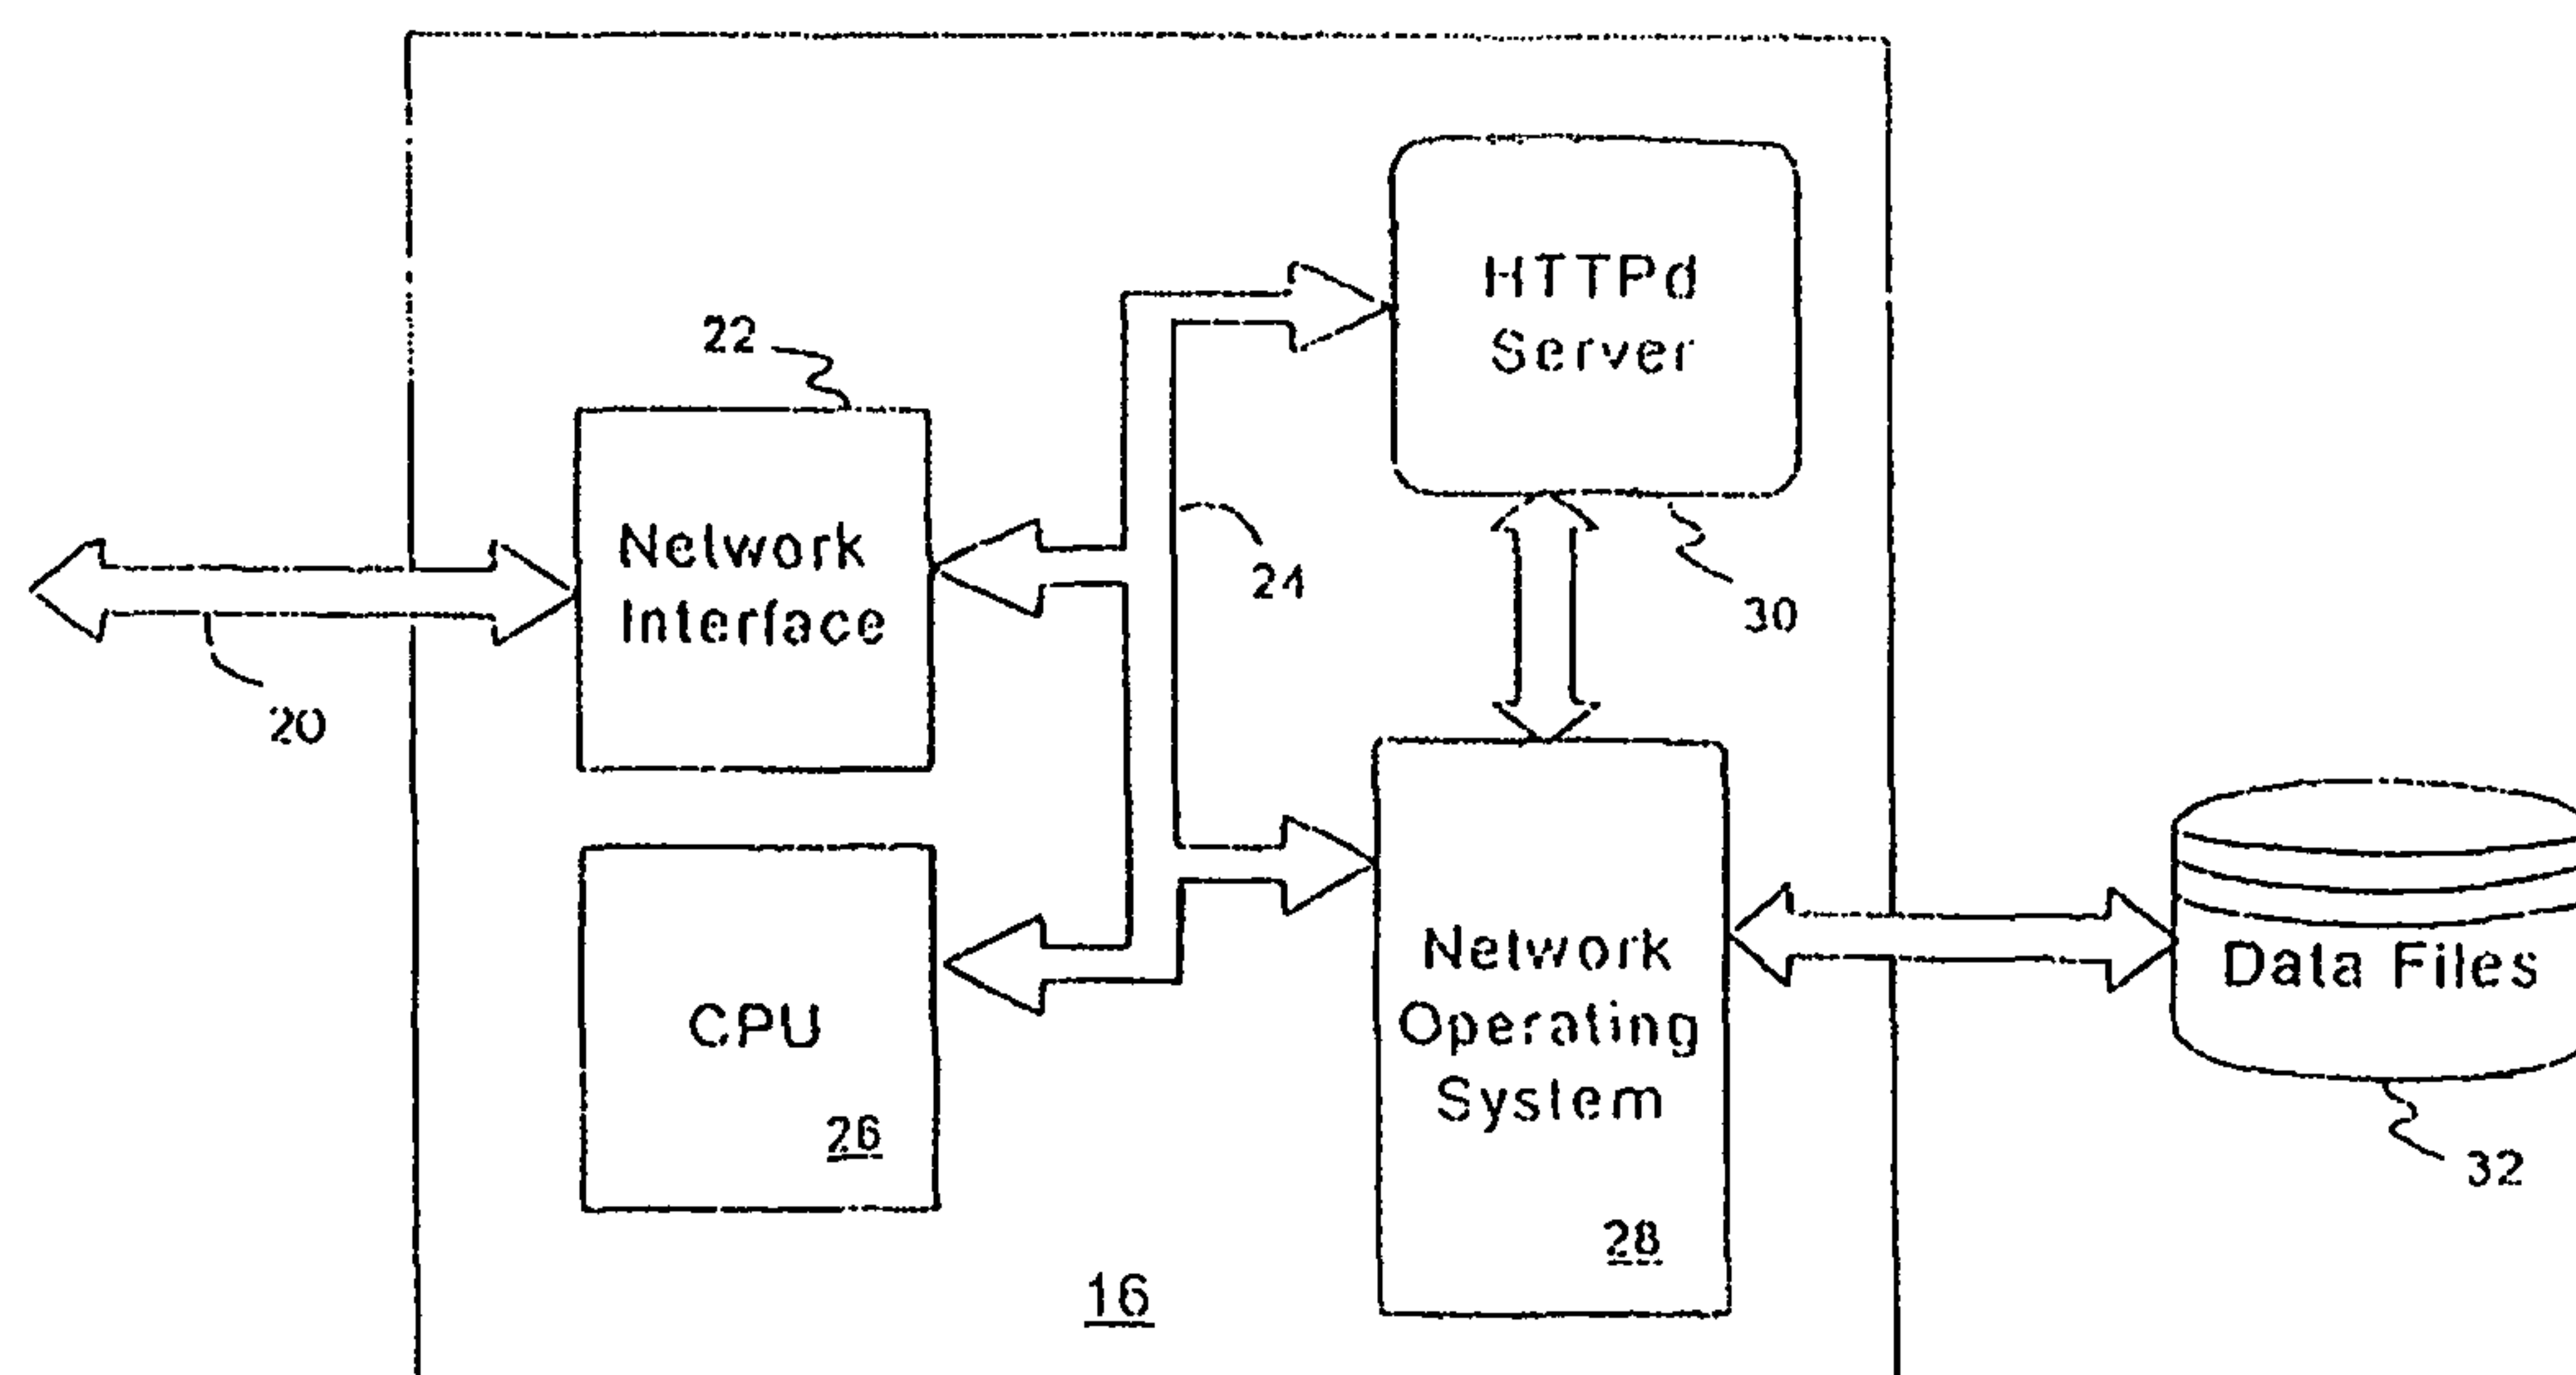 HTTPd
Server
22
Network
Interface
24
30
20
Network
Operating
System
Data Files
CPU
26
32
28
16